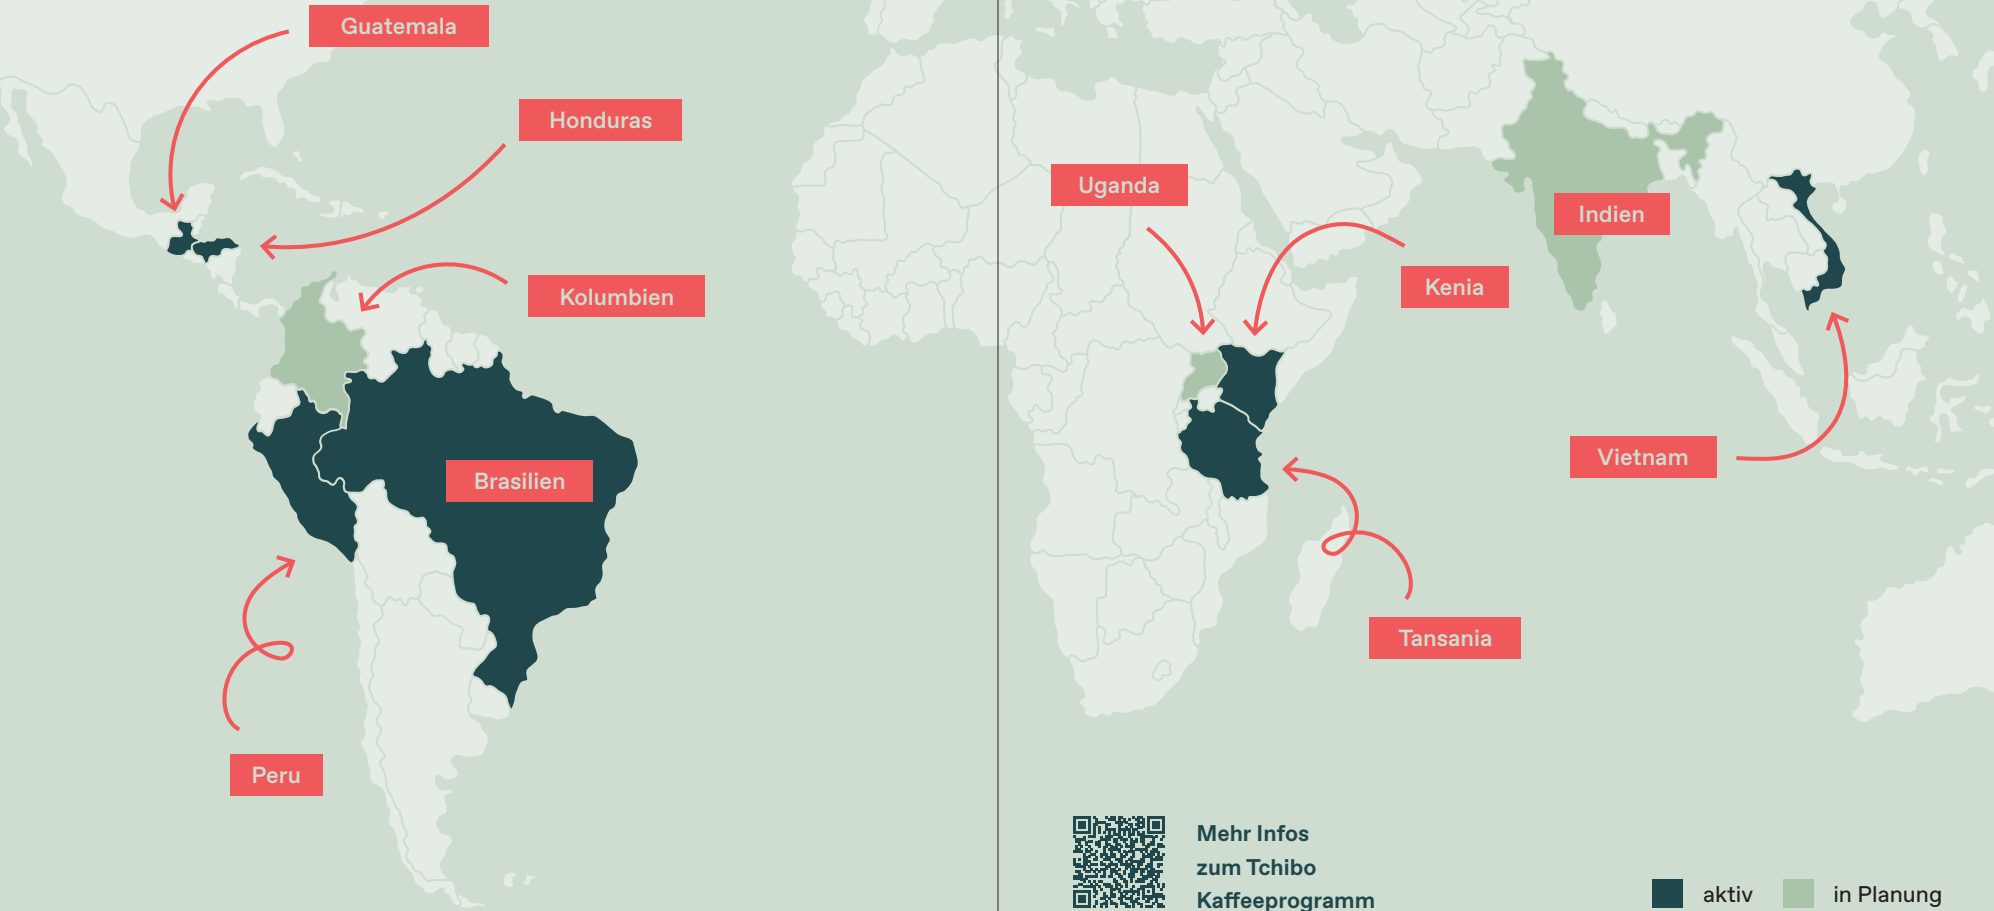 Guatemala
Honduras
Kolumbien
Brasilien
Peru
Uganda
Kenia
Indien
Vietnam
Tansania
Mehr Infos
zum Tchibo
Kaffeeprogramm
aktiv
in Planung